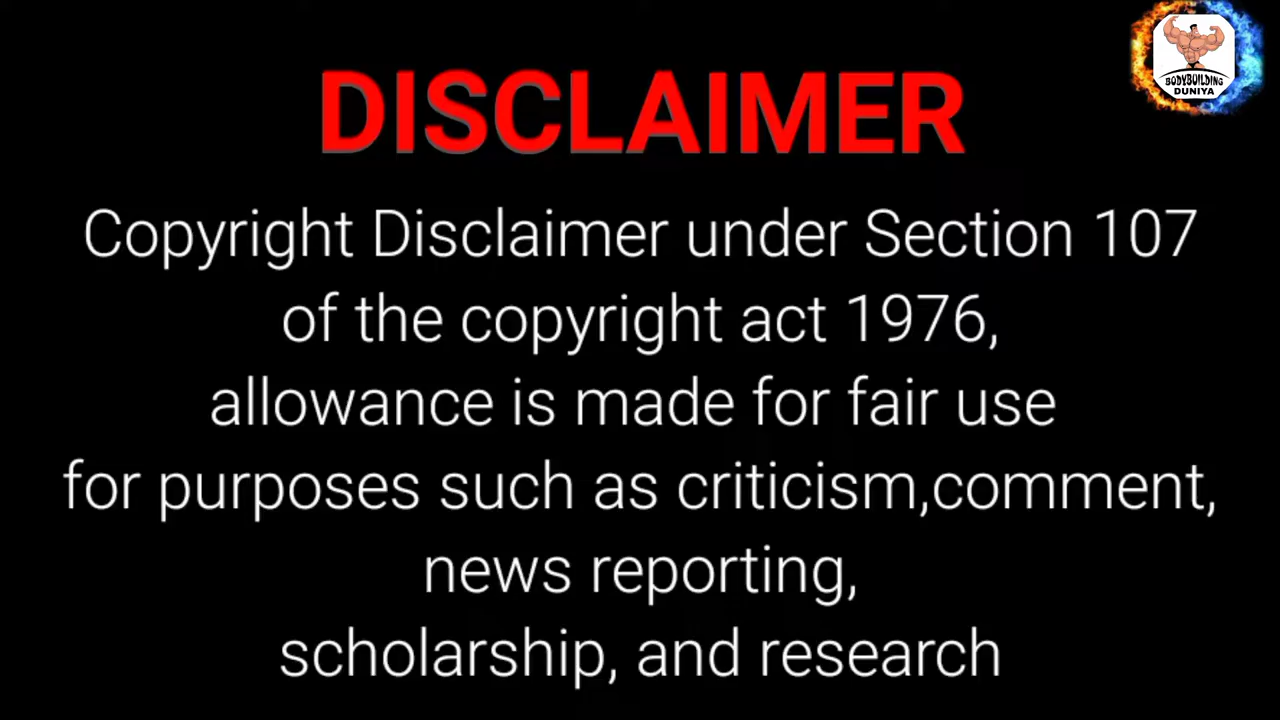 BODYBUILDING
DUNIYA
DISCLAIMER
Copyright Disclaimer under Section 107
of the copyright act 1976,
allowance is made for fair use
for purposes such as criticism,comment,
news reporting,
scholarship, and research